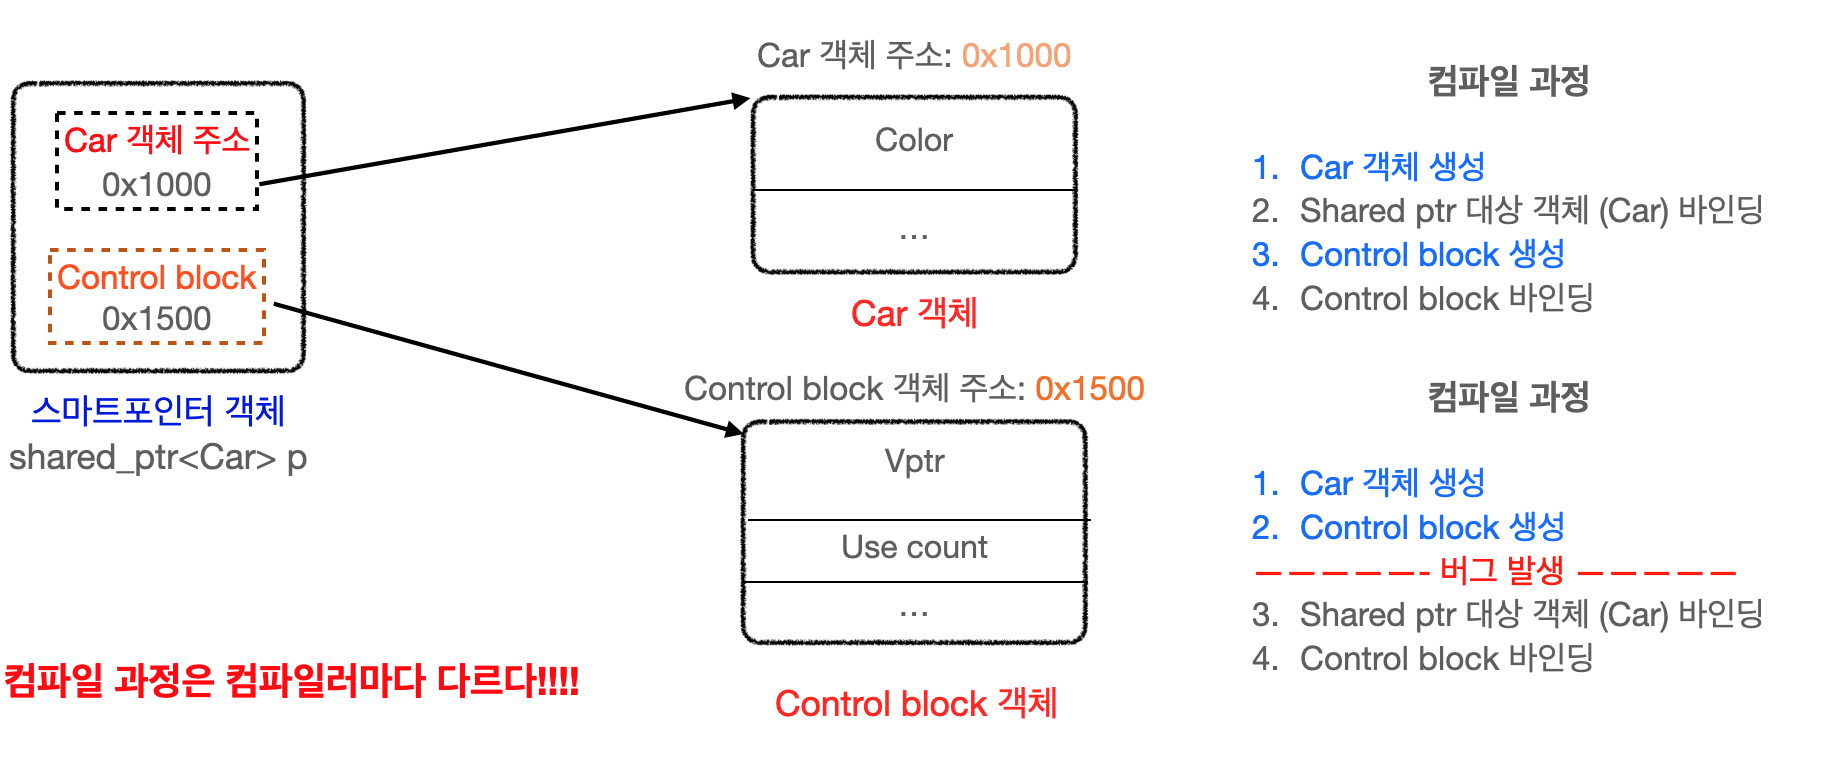 Car 객체 주소
0x1000
Control block
0x1500
스마트포인터 객체
shared_ptr<Car> p
컴파일 과정은 컴파일러마다 다르다!!!!
Car 객체 주소: 0x1000
Color
...
Car 객체
Control block 객체 주소: 0x1500
Vptr
Use count
...
Control block 객체
컴파일 과정
1. Car 객체 생성
2. Shared ptr 대상 객체 (Car) 바인딩
3. Control block 생성
4. Control block 바인딩
컴파일 과정
1. Car 객체 생성
2. Control block 생성
— — — — —- 버그 발생 — — — — —
3. Shared ptr 대상 객체 (Car) 바인딩
4. Control block 바인딩